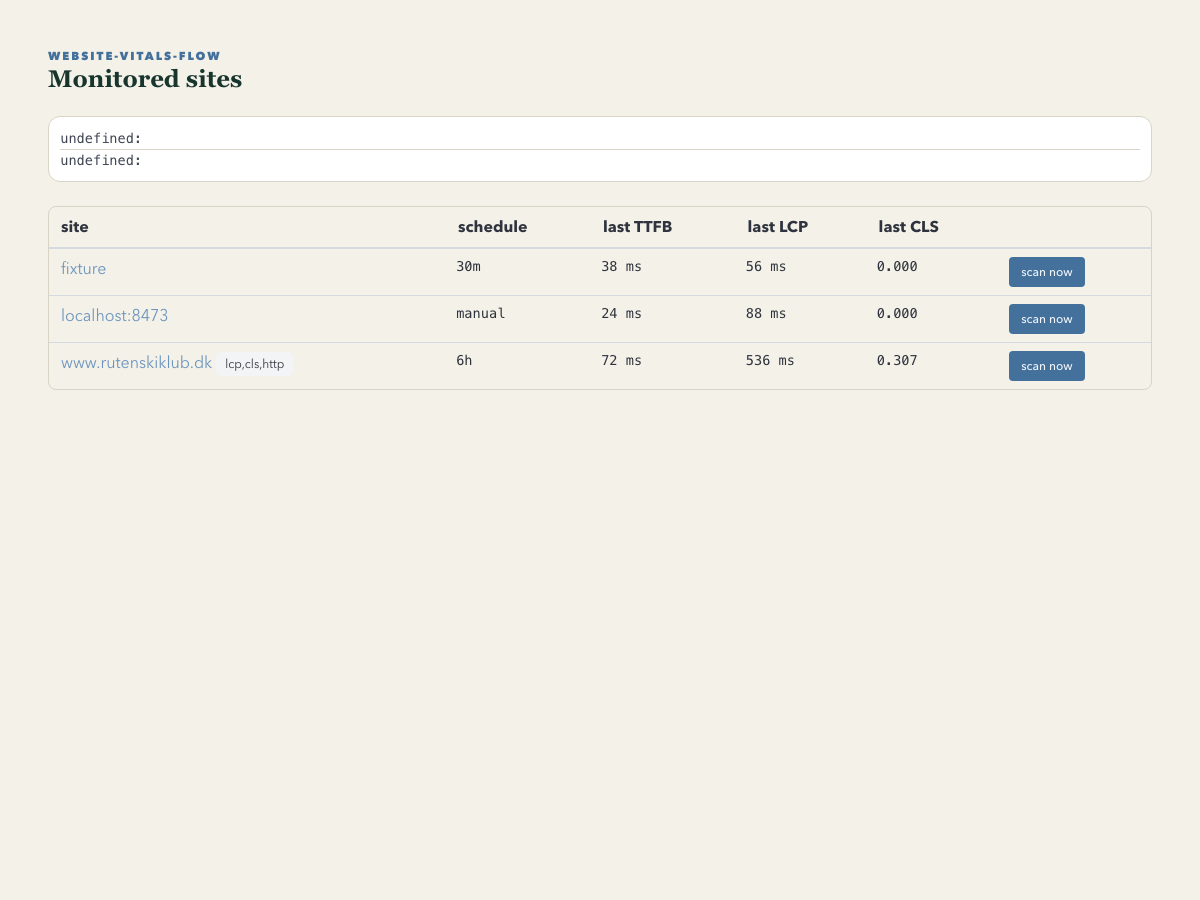 WEBSITE-VITALS-FLOW
Monitored sites
undefined:
undefined:
site schedule last TTFB last LCP last CLS
fixture 30m 38 ms 56 ms 0.000 scan now
localhost:8473 manual 24 ms 88 ms 0.000 scan now
www.rutenskiklub.dk lcp,cls,http 6h 72 ms 536 ms 0.307 scan now